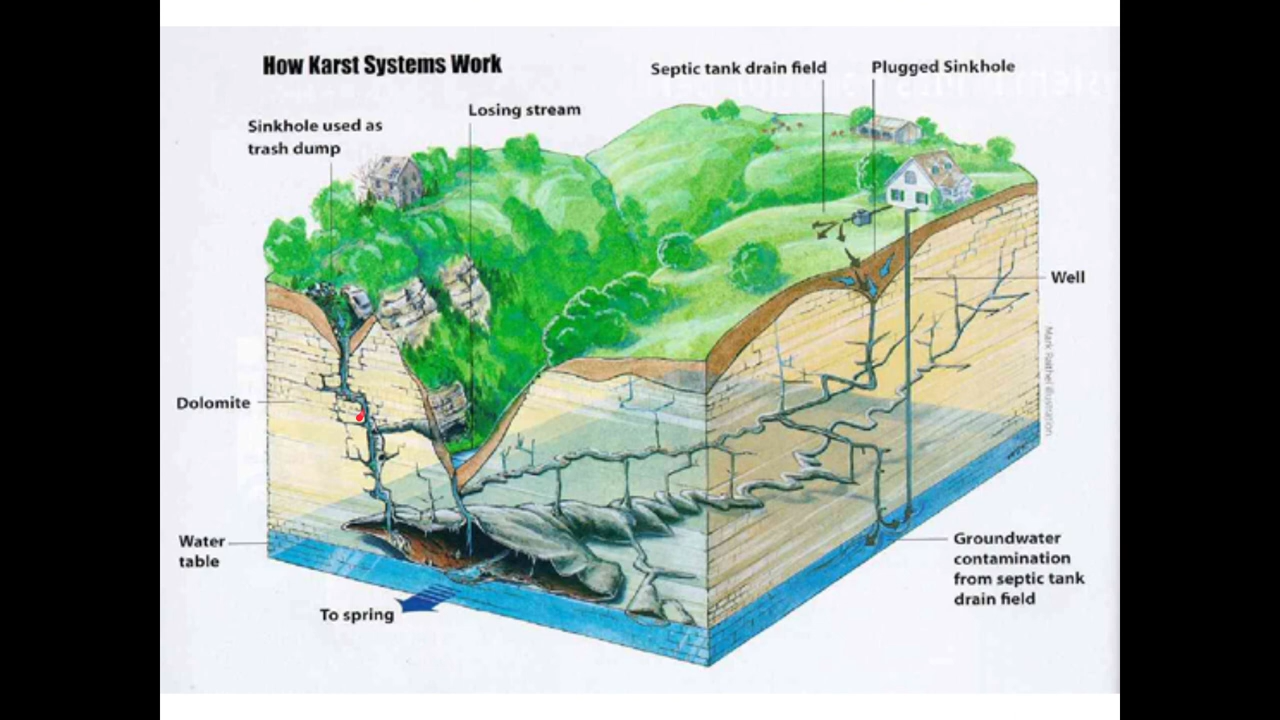 How Karst Systems Work
Septic tank drain field
Plugged Sinkhole
Losing stream
Sinkhole used as
trash dump
Well
Dolomite
Water
table
To spring
Groundwater
contamination
from septic tank
drain field